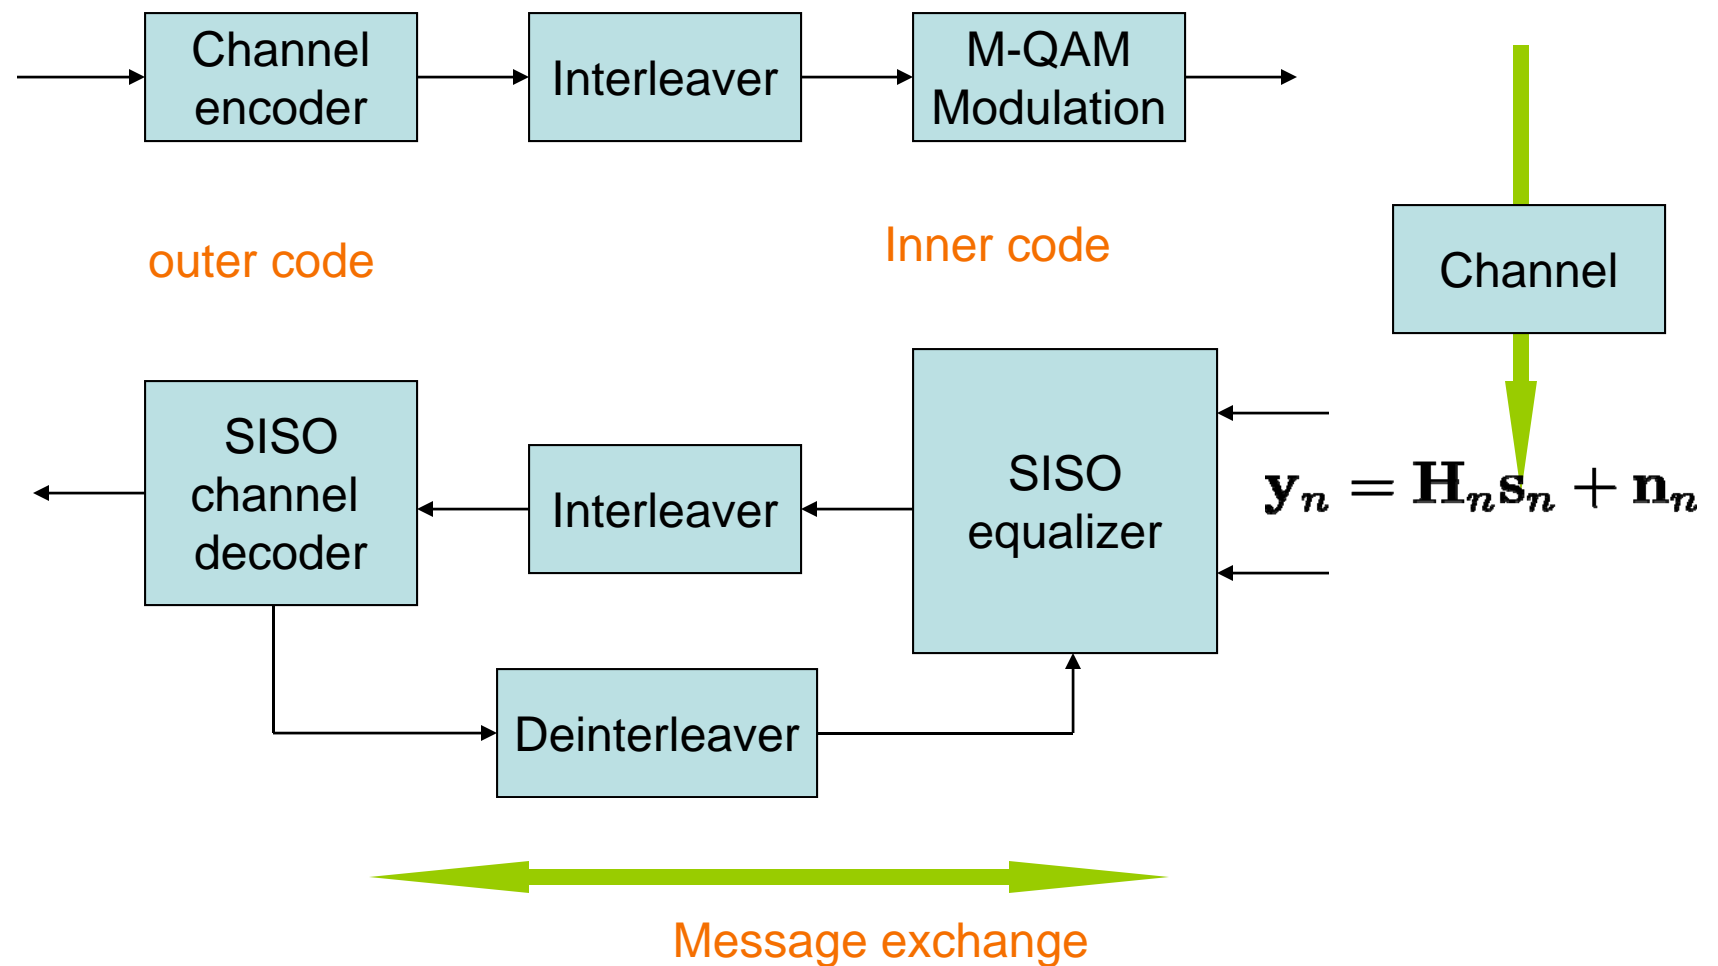 Channel
encoder
Interleaver
M-QAM
Modulation
outer code
Inner code
Channel
SISO
channel
decoder
Interleaver
SISO
equalizer
𝐲ₙ = 𝐇ₙ𝐬ₙ + 𝐧ₙ
Deinterleaver
Message exchange